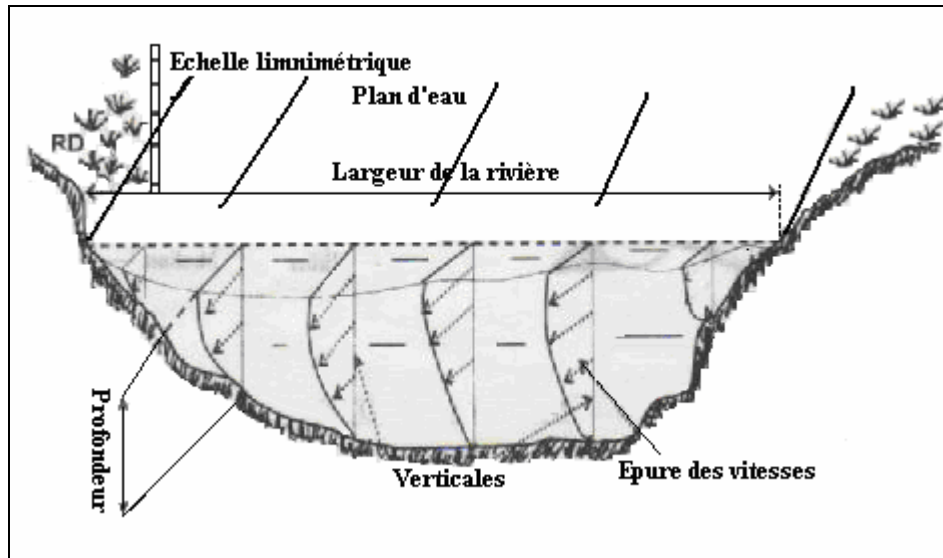 Echelle limnimétrique
Plan d'eau
RD
Largeur de la rivière
Profondeur
Verticales
Epure des vitesses